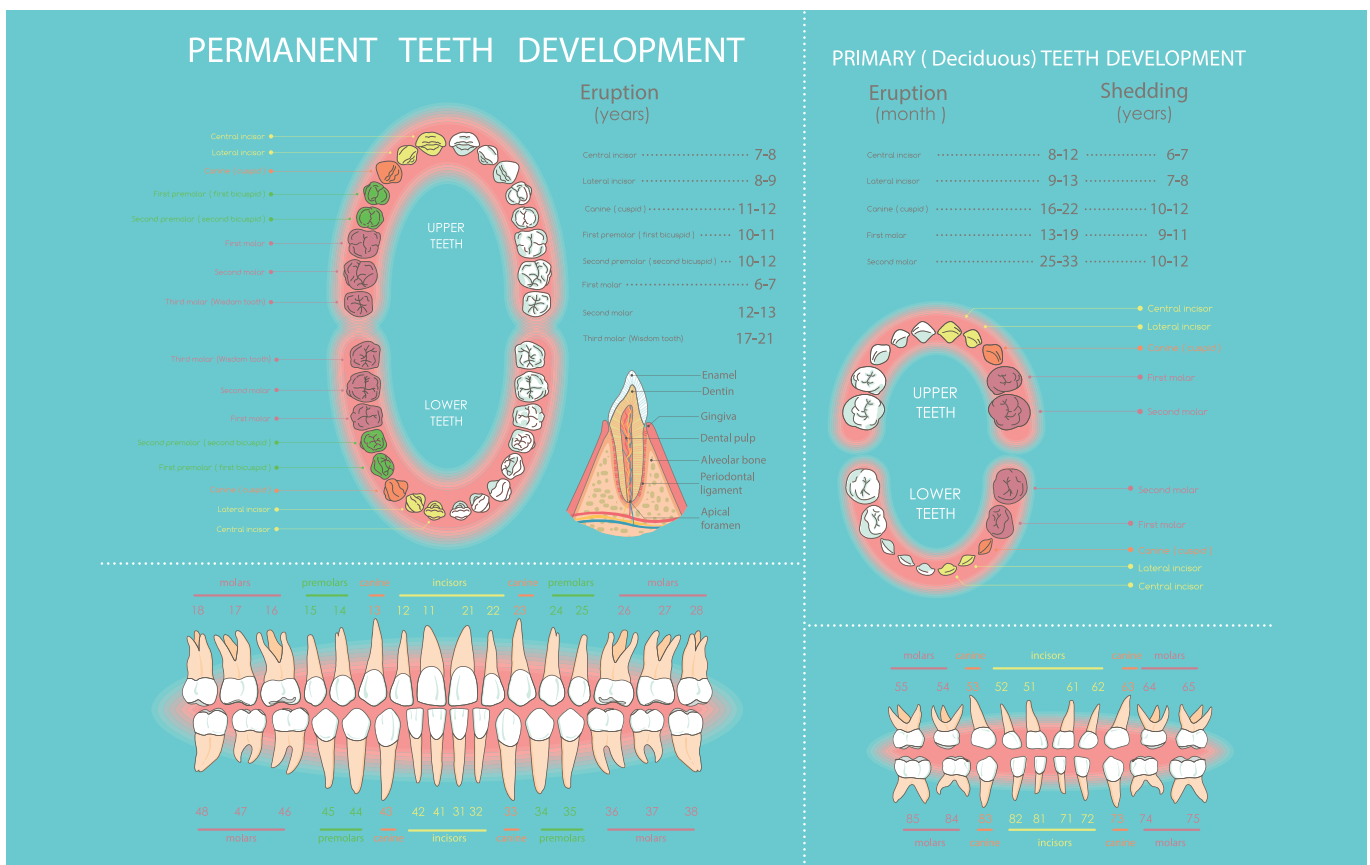 PERMANENT TEETH DEVELOPMENT
Eruption
(years)
Central incisor 7-8
Lateral incisor 8-9
Canine ( cuspid ) 11-12
First premolar ( first bicuspid ) 10-11
Second premolar ( second bicuspid ) 10-12
First molar 6-7
Second molar 12-13
Third molar (Wisdom tooth) 17-21
Central incisor
Lateral incisor
Canine ( cuspid )
First premolar ( first bicuspid )
Second premolar ( second bicuspid )
First molar
Second molar
Third molar (Wisdom tooth)
UPPER
TEETH
Third molar (Wisdom tooth)
Second molar
First molar
Second premolar ( second bicuspid )
First premolar ( first bicuspid )
Lateral incisor
Central incisor
LOWER
TEETH
Enamel
Dentin
Gingiva
Dental pulp
Alveolar bone
Periodontal
ligament
Apical
foramen
molars premolars canine incisors canine premolars molars
18 17 16 15 14 13 12 11 21 22 23 24 25 26 27 28
48 47 46 45 44 42 41 31 32 34 35 36 37 38
molars premolars canine incisors canine premolars molars
PRIMARY ( Deciduous) TEETH DEVELOPMENT
Eruption
(month )
Shedding
(years)
Central incisor 8-12 6-7
Lateral incisor 9-13 7-8
Canine ( cuspid ) 16-22 10-12
First molar 13-19 9-11
Second molar 25-33 10-12
Central incisor
Lateral incisor
Canine ( cuspid )
First molar
Second molar
UPPER
TEETH
LOWER
TEETH
Second molar
First molar
Canine ( cuspid )
Lateral incisor
Central incisor
molars canine incisors canine molars
55 54 53 52 51 61 62 63 64 65
85 84 83 82 81 71 72 73 74 75
molars canine incisors canine molars